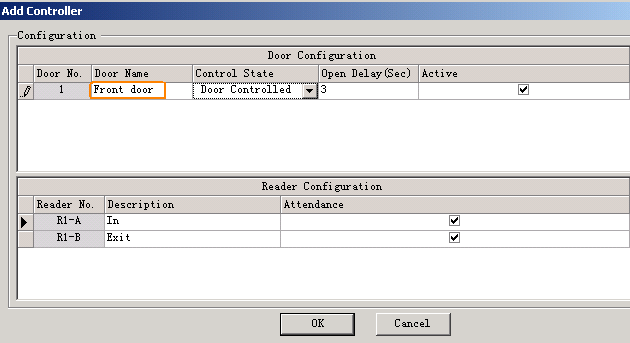 Add Controller
Configuration
Door Configuration
Door No. Door Name Control State Open Delay(Sec) Active
1 Front door Door Controlled 3
Reader Configuration
Reader No. Description Attendance
R1-A In
R1-B Exit
OK Cancel